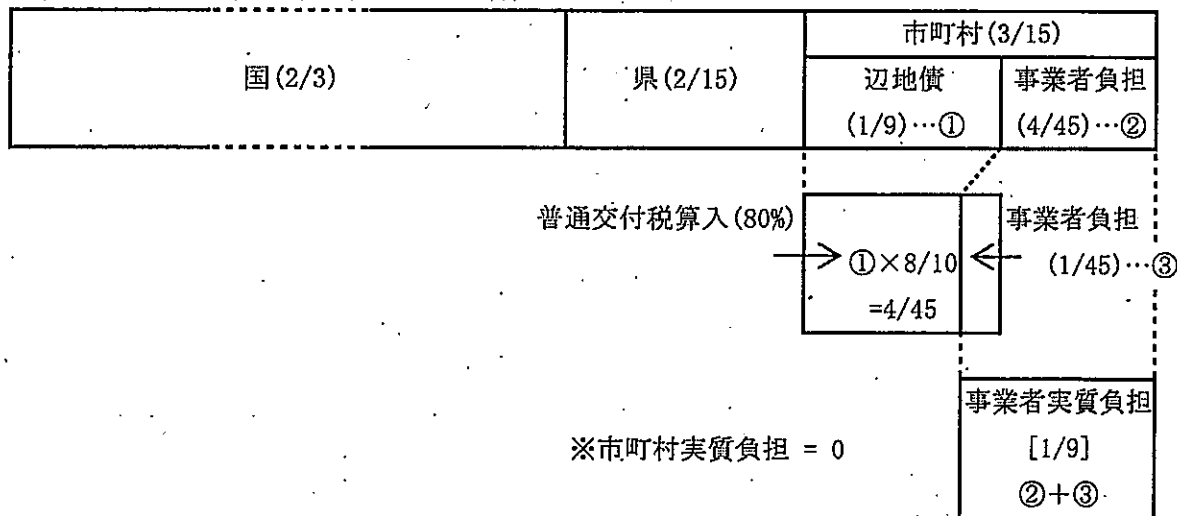 国(2/3)
県(2/15)
市町村(3/15)
辺地債
(1/9)…①
事業者負担
(4/45)…②
普通交付税算入(80%)
①×8/10
=4/45
事業者負担
(1/45)…③
※市町村実質負担 = 0
事業者実質負担
[1/9]
②+③